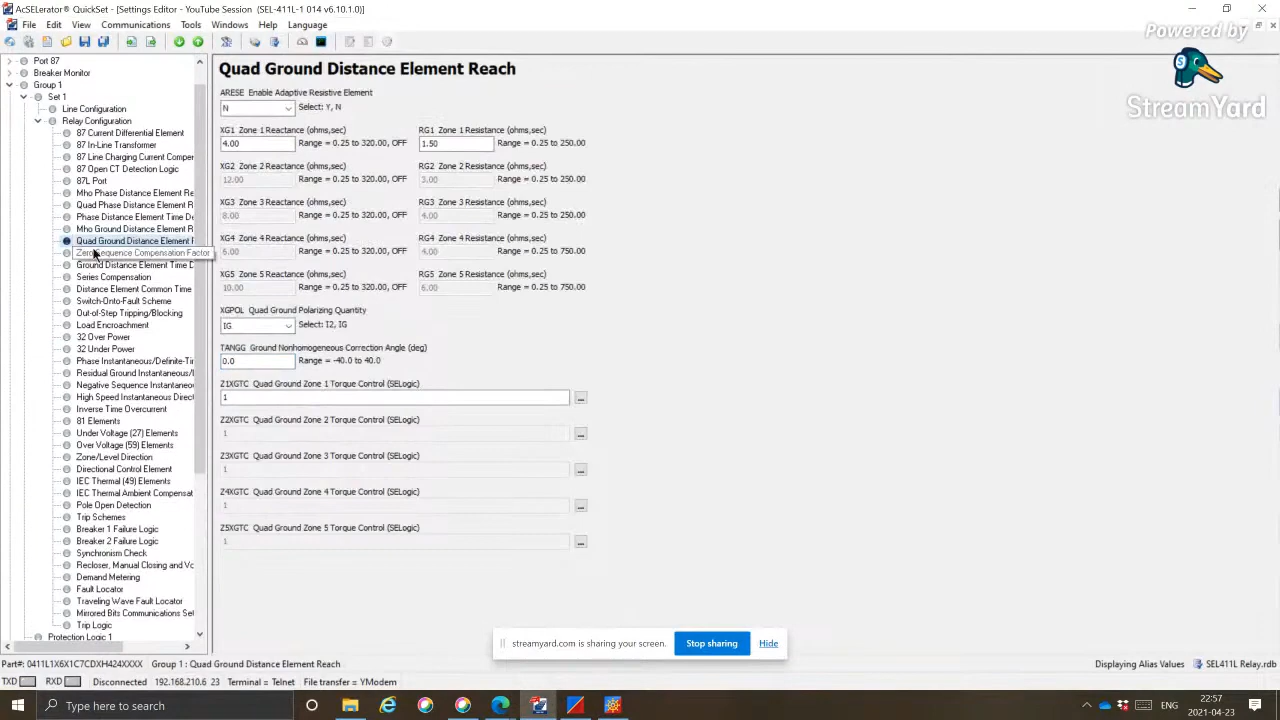 AcSELerator® QuickSet - [Settings Editor - YouTube Session (SEL-411L-1 014 v6.10.1.0)]
File Edit View Communications Tools Windows Help Language
Powered by
StreamYard
Port 87
Breaker Monitor
Group 1
Set 1
Line Configuration
Relay Configuration
87 Current Differential Element
87 In-Line Transformer
87 Line Charging Current Comper
87 Open CT Detection Logic
87L Port
Mho Phase Distance Element Re
Quad Phase Distance Element R
Phase Distance Element Time De
Mho Ground Distance Element R
Quad Ground Distance Element F
Zero Sequence Compensation Factor
Ground Distance Element Time D
Series Compensation
Distance Element Common Time
Switch-Onto-Fault Scheme
Out-of-Step Tripping/Blocking
Load Encroachment
32 Over Power
32 Under Power
Phase Instantaneous/Definite-Tir
Residual Ground Instantaneous/I
Negative Sequence Instantaneou
High Speed Instantaneous Direct
Inverse Time Overcurrent
81 Elements
Under Voltage (27) Elements
Over Voltage (59) Elements
Zone/Level Direction
Directional Control Element
IEC Thermal (49) Elements
IEC Thermal Ambient Compensat
Pole Open Detection
Trip Schemes
Breaker 1 Failure Logic
Breaker 2 Failure Logic
Synchronism Check
Recloser, Manual Closing and Vo
Demand Metering
Fault Locator
Traveling Wave Fault Locator
Mirrored Bits Communications Set
Trip Logic
Protection Logic 1
Quad Ground Distance Element Reach
ARESE Enable Adaptive Resistive Element
N Select: Y, N
XG1 Zone 1 Reactance (ohms,sec) RG1 Zone 1 Resistance (ohms,sec)
4.00 Range = 0.25 to 320.00, OFF 1.50 Range = 0.25 to 250.00
XG2 Zone 2 Reactance (ohms,sec) RG2 Zone 2 Resistance (ohms,sec)
12.00 Range = 0.25 to 320.00, OFF 3.00 Range = 0.25 to 250.00
XG3 Zone 3 Reactance (ohms,sec) RG3 Zone 3 Resistance (ohms,sec)
8.00 Range = 0.25 to 320.00, OFF 4.00 Range = 0.25 to 250.00
XG4 Zone 4 Reactance (ohms,sec) RG4 Zone 4 Resistance (ohms,sec)
6.00 Range = 0.25 to 320.00, OFF 4.00 Range = 0.25 to 750.00
XG5 Zone 5 Reactance (ohms,sec) RG5 Zone 5 Resistance (ohms,sec)
10.00 Range = 0.25 to 320.00, OFF 6.00 Range = 0.25 to 750.00
XGPOL Quad Ground Polarizing Quantity
IG Select: I2, IG
TANGG Ground Nonhomogeneous Correction Angle (deg)
0.0 Range = -40.0 to 40.0
Z1XGTC Quad Ground Zone 1 Torque Control (SELogic)
1 ...
Z2XGTC Quad Ground Zone 2 Torque Control (SELogic)
1 ...
Z3XGTC Quad Ground Zone 3 Torque Control (SELogic)
1 ...
Z4XGTC Quad Ground Zone 4 Torque Control (SELogic)
1 ...
Z5XGTC Quad Ground Zone 5 Torque Control (SELogic)
1 ...
streamyard.com is sharing your screen. Stop sharing Hide
Part#: 0411L1X6X1C7CDXH424XXXX Group 1 : Quad Ground Distance Element Reach Displaying Alias Values SEL411L Relay.rdb
TXD RXD Disconnected 192.168.210.6 23 Terminal = Telnet File transfer = YModem
Type here to search
ENG
22:57
2021-04-23